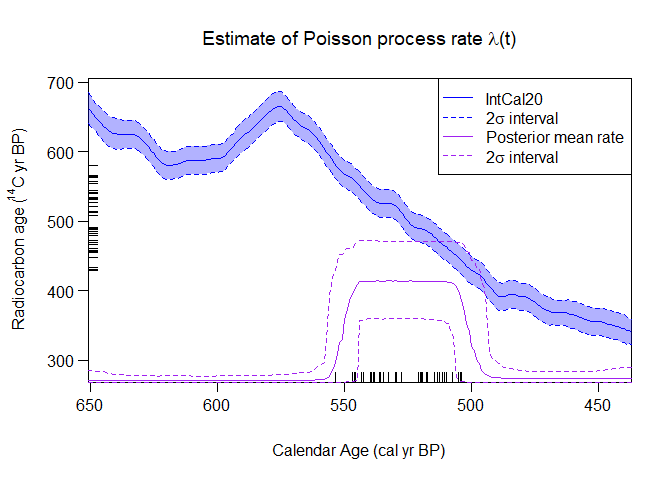 Estimate of Poisson process rate λ(t)
IntCal20
2σ interval
Posterior mean rate
2σ interval
Radiocarbon age (¹⁴C yr BP)
700
600
500
400
300
650
600
550
500
450
Calendar Age (cal yr BP)